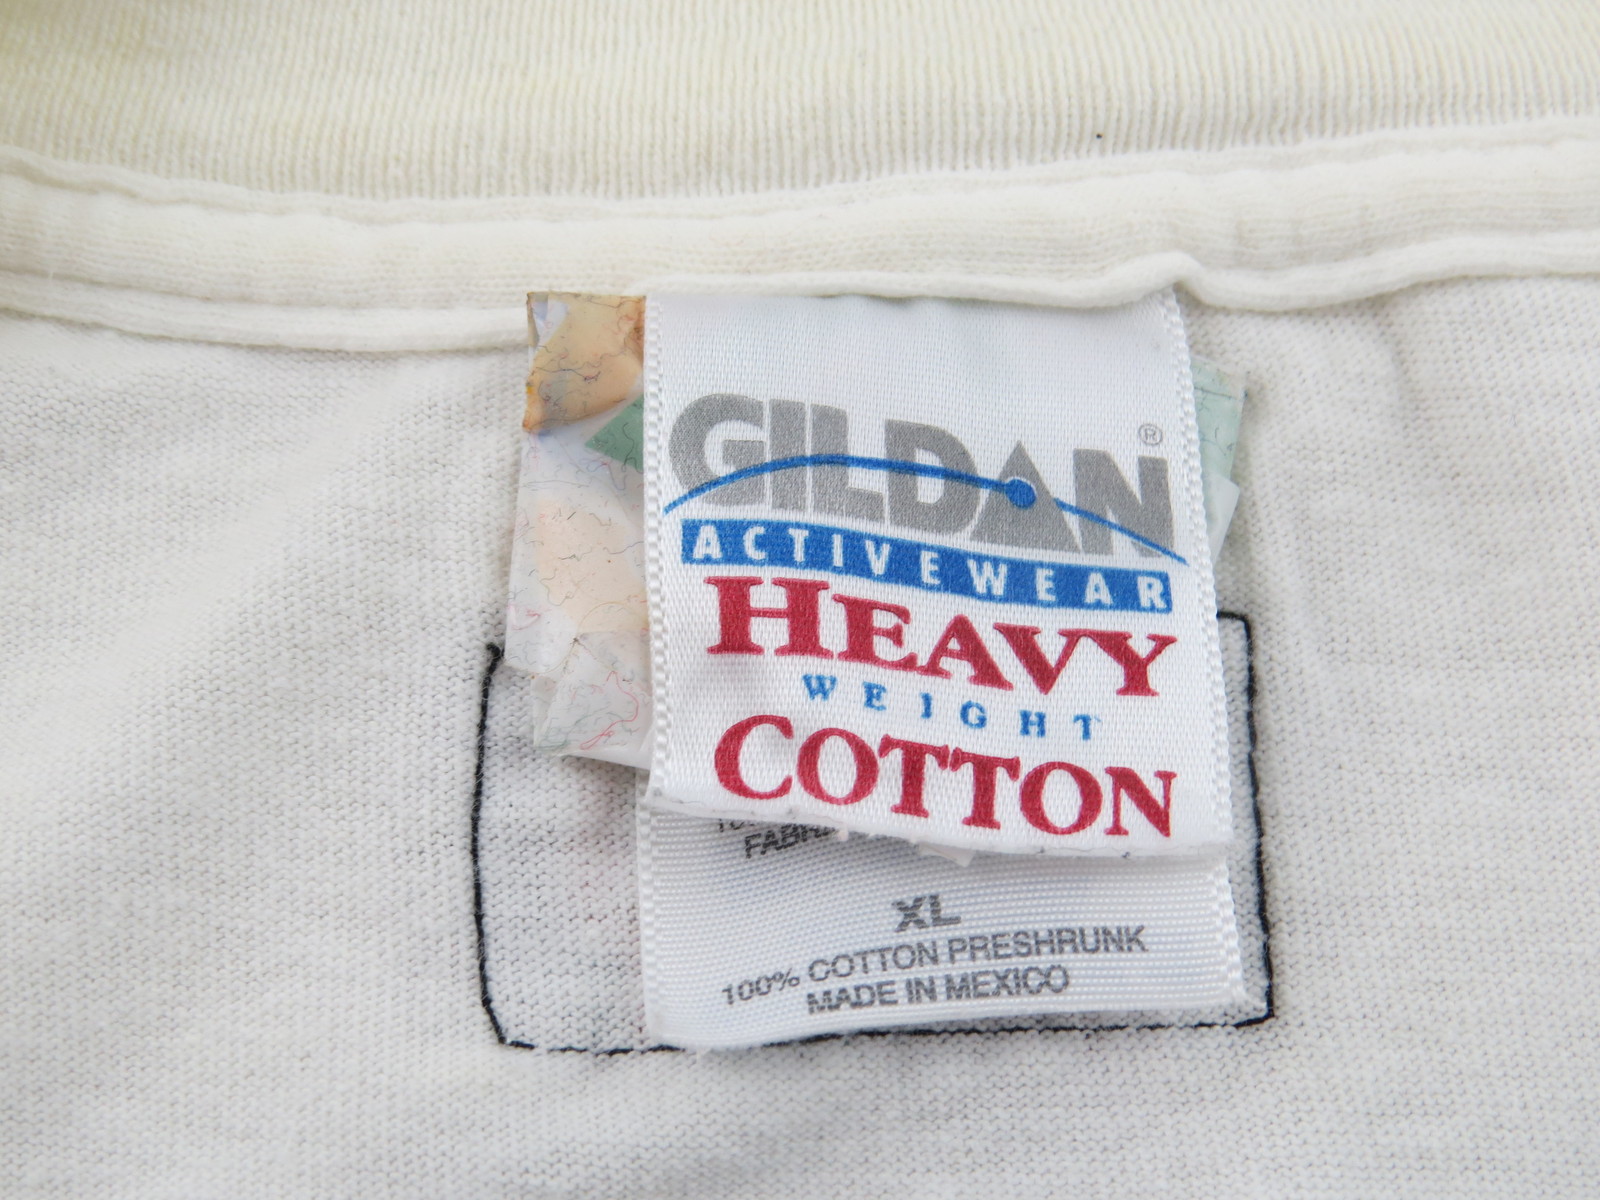 GILDAN®
ACTIVEWEAR
HEAVY
WEIGHT
COTTON
XL
100% COTTON PRESHRUNK
MADE IN MEXICO